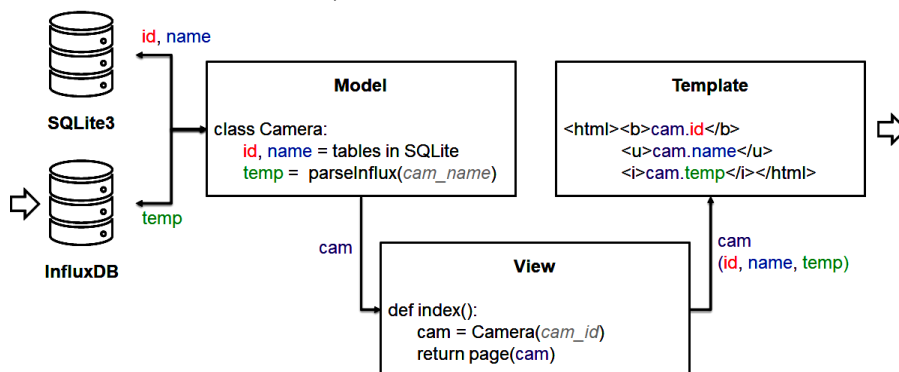 id, name
SQLite3
temp
InfluxDB
Model
class Camera:
id, name = tables in SQLite
temp = parseInflux(cam_name)
Template
<html><b>cam.id</b>
<u>cam.name</u>
<i>cam.temp</i></html>
cam
View
def index():
cam = Camera(cam_id)
return page(cam)
cam
(id, name, temp)